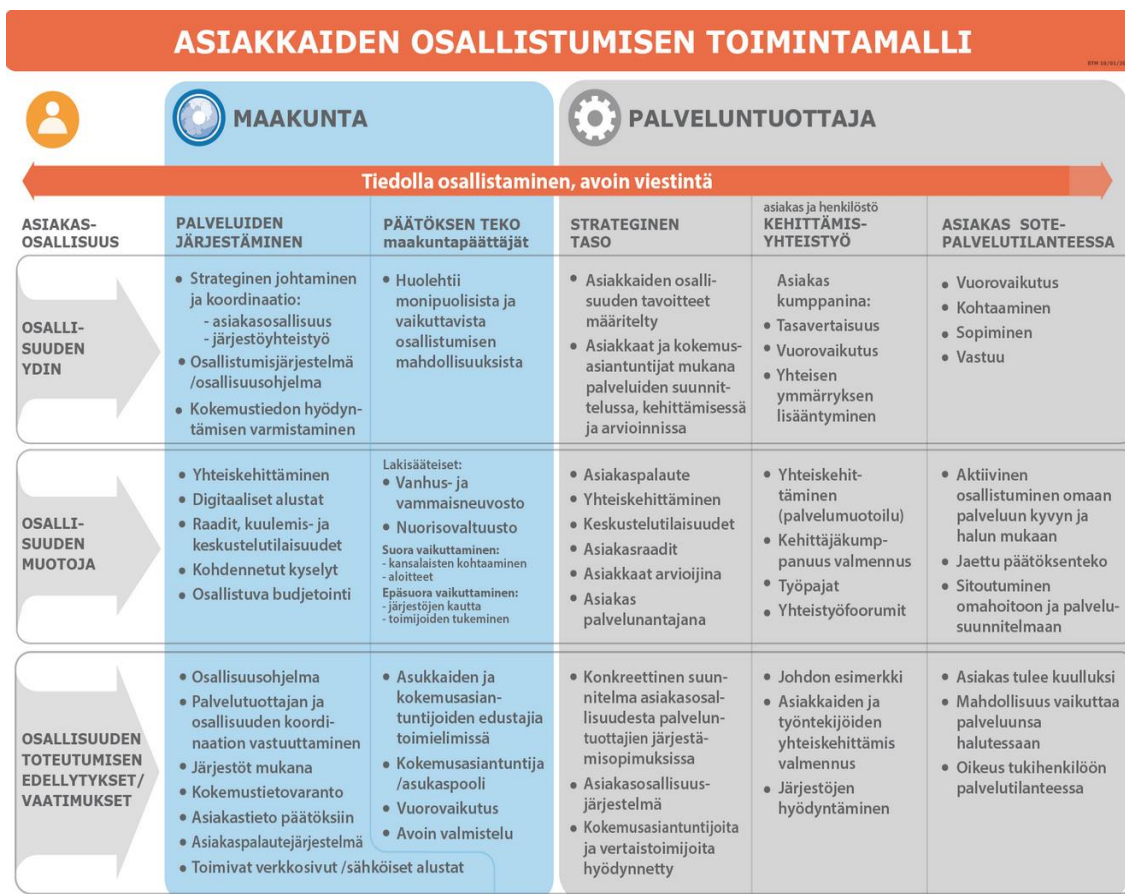 ASIAKKAIDEN OSALLISTUMISEN TOIMINTAMALLI
MAAKUNTA
PALVELUNTUOTTAJA
Tiedolla osallistaminen, avoin viestintä
ASIAKAS-
OSALLISUUS
PALVELUIDEN
JÄRJESTÄMINEN
PÄÄTÖKSEN TEKO
maakuntapäättäjät
STRATEGINEN
TASO
asiakas ja henkilöstö
KEHITTÄMIS-
YHTEISTYÖ
ASIAKAS SOTE-
PALVELUTILANTEESSA
OSALLI-
SUUDEN
YDIN
• Strateginen johtaminen
ja koordinaatio:
- asiakasosallisuus
- järjestöyhteistyö
• Osallistumisjärjestelmä
/osallisuusohjelma
• Kokemustiedon hyödyn-
tämisen varmistaminen
• Huolehtii
monipuolisista ja
vaikuttavista
osallistumisen
mahdollisuuksista
• Asiakkaiden osalli-
suuden tavoitteet
määritelty
• Asiakkaat ja kokemus-
asiantuntijat mukana
palveluiden suunnit-
telussa, kehittämisessä
ja arvioinnissa
Asiakas
kumppanina:
• Tasavertaisuus
• Vuorovaikutus
• Yhteisen
ymmärryksen
lisääntyminen
• Vuorovaikutus
• Kohtaaminen
• Sopiminen
• Vastuu
OSALLI-
SUUDEN
MUOTOJA
• Yhteiskehittäminen
• Digitaaliset alustat
• Raadit, kuulemis- ja
keskustelutilaisuudet
• Kohdennetut kyselyt
• Osallistuva budjetointi
Lakisääteiset:
• Vanhus- ja
vammaisneuvosto
• Nuorisovaltuusto
Suora vaikuttaminen:
- kansalaisten kohtaaminen
- aloitteet
Epäsuora vaikuttaminen:
- järjestöjen kautta
- toimijoiden tukeminen
• Asiakaspalaute
• Yhteiskehittäminen
• Keskustelutilaisuudet
• Asiakasraadit
• Asiakkaat arvioijina
• Asiakas
palvelunantajana
• Yhteiskehit-
täminen
(palvelumuotoilu)
• Kehittäjäkump-
panuus valmennus
• Työpajat
• Yhteistyöfoorumit
• Aktiivinen
osallistuminen omaan
palveluun kyvyn ja
halun mukaan
• Jaettu päätöksenteko
• Sitoutuminen
omahoitoon ja palvelu-
suunnitelmaan
OSALLISUUDEN
TOTEUTUMISEN
EDELLYTYKSET/
VAATIMUKSET
• Osallisuusohjelma
• Palvelutuottajan ja
osallisuuden koordi-
naation vastuuttaminen
• Järjestöt mukana
• Kokemustietovaranto
• Asiakastieto päätöksiin
• Asiakaspalautejärjestelmä
• Toimivat verkkosivut /sähköiset alustat
• Asukkaiden ja
kokemusasian-
tuntijoiden edustajia
toimielimissä
• Kokemusasiantuntija
/asukaspooli
• Vuorovaikutus
• Avoin valmistelu
• Konkreettinen suun-
nitelma asiakasosal-
lisuudesta palvelun-
tuottajien järjestä-
misopimuksissa
• Asiakasosallisuus-
järjestelmä
• Kokemusasiantuntijoita
ja vertaistoimijoita
hyödynnetty
• Johdon esimerkki
• Asiakkaiden ja
työntekijöiden
yhteiskehittämis
valmennus
• Järjestöjen
hyödyntäminen
• Asiakas tulee kuulluksi
• Mahdollisuus vaikuttaa
palveluunsa
halutessaan
• Oikeus tukihenkilöön
palvelutilanteessa